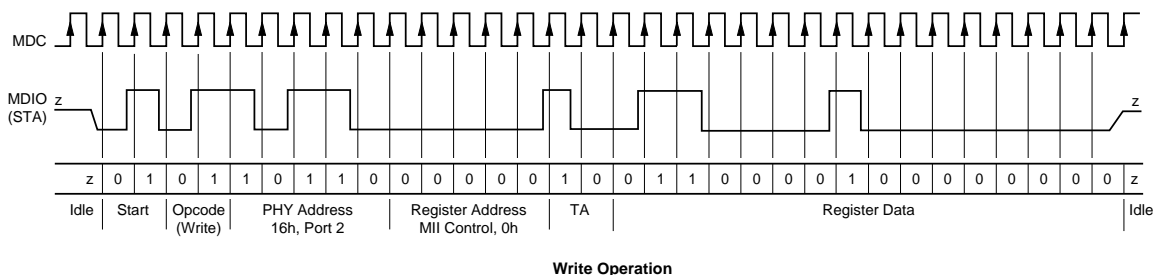 MDC
MDIO z z
(STA)
z 0 1 0 1 1 0 1 1 0 0 0 0 0 0 1 0 0 1 1 0 0 0 0 1 0 0 0 0 0 0 0 0 z
Idle Start Opcode PHY Address Register Address TA Register Data Idle
(Write) 16h, Port 2 MII Control, 0h
Write Operation